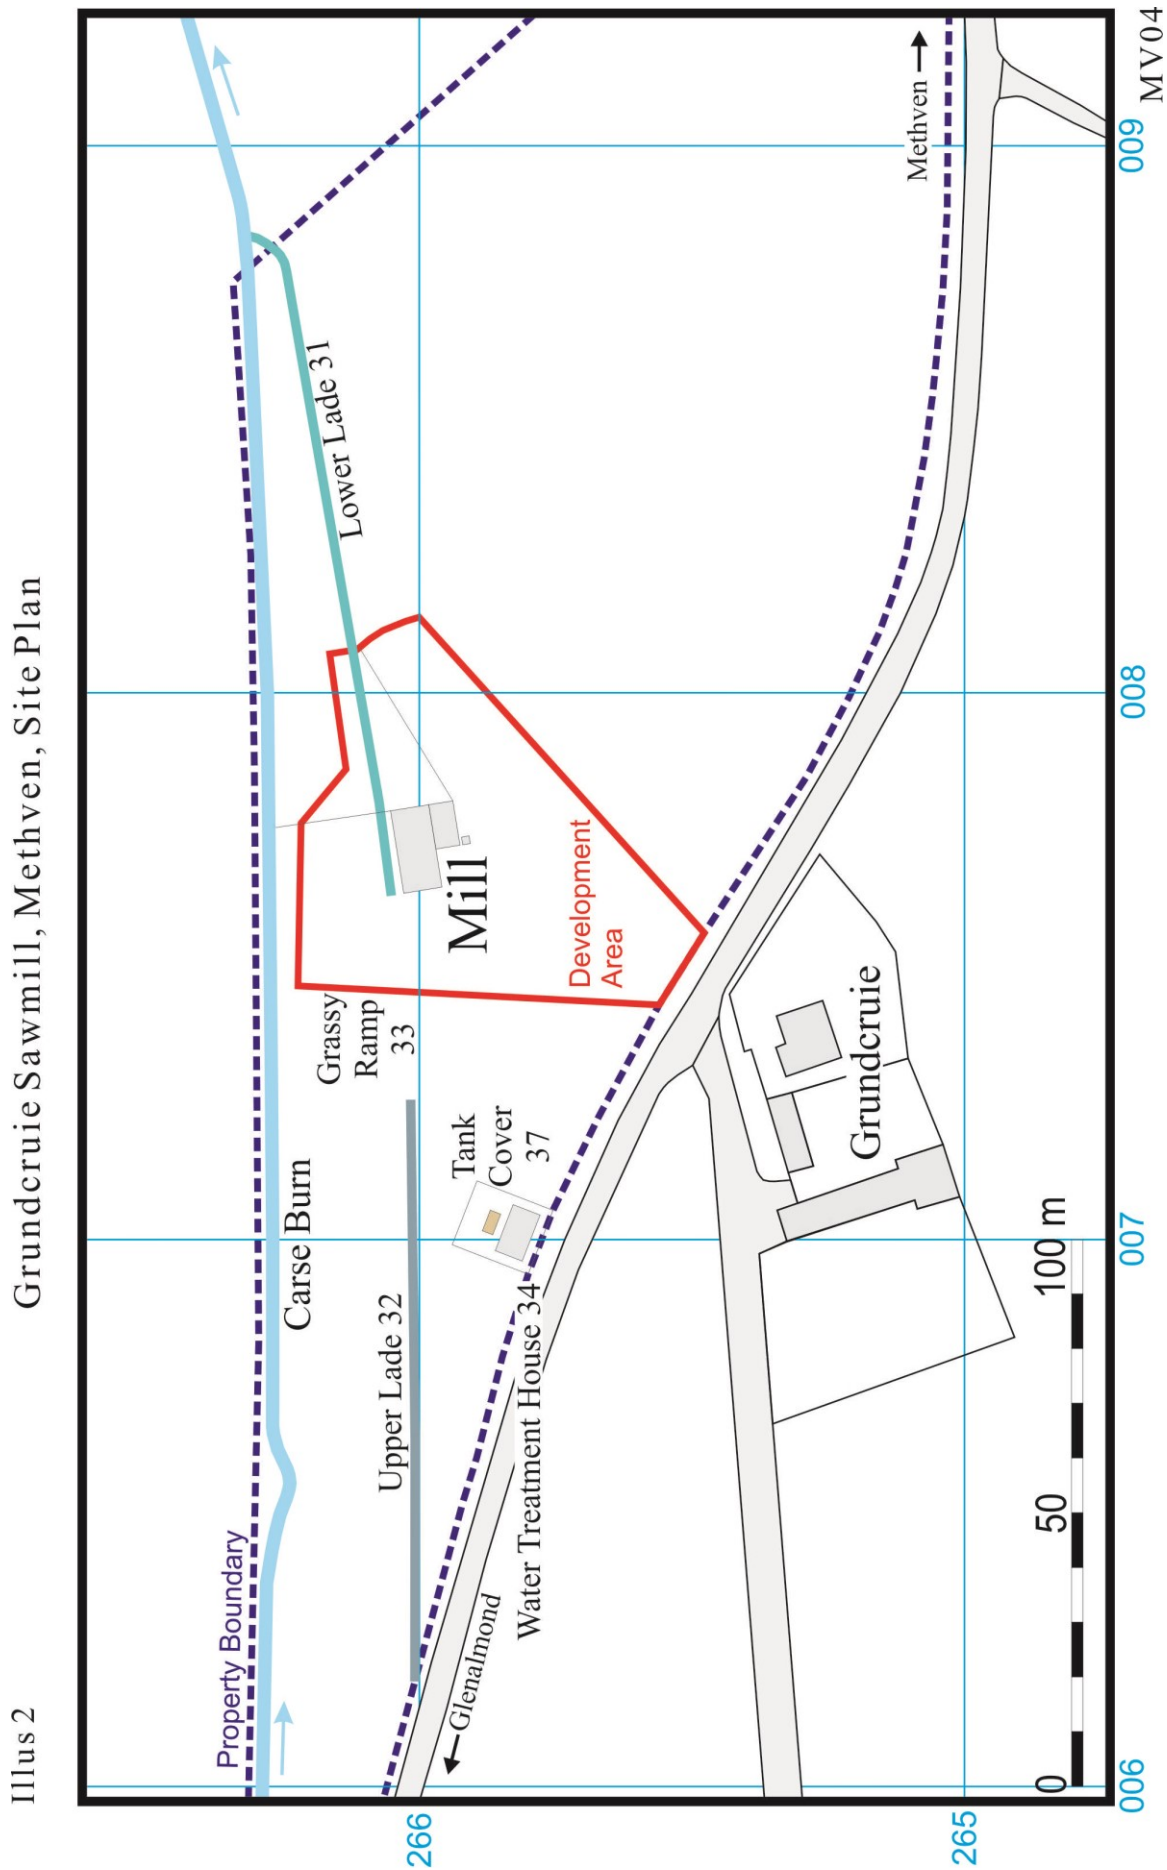 Illus 2
Grundcruie Sawmill, Methven, Site Plan
Property Boundary
Carse Burn
Lower Lade 31
Upper Lade 32
Grassy
Ramp
33
Mill
Tank
Cover
37
Development
Area
Water Treatment House 34
Glenalmond
Methven
Grundcruie
266
265
006
007
008
009
0
50
100 m
MV04